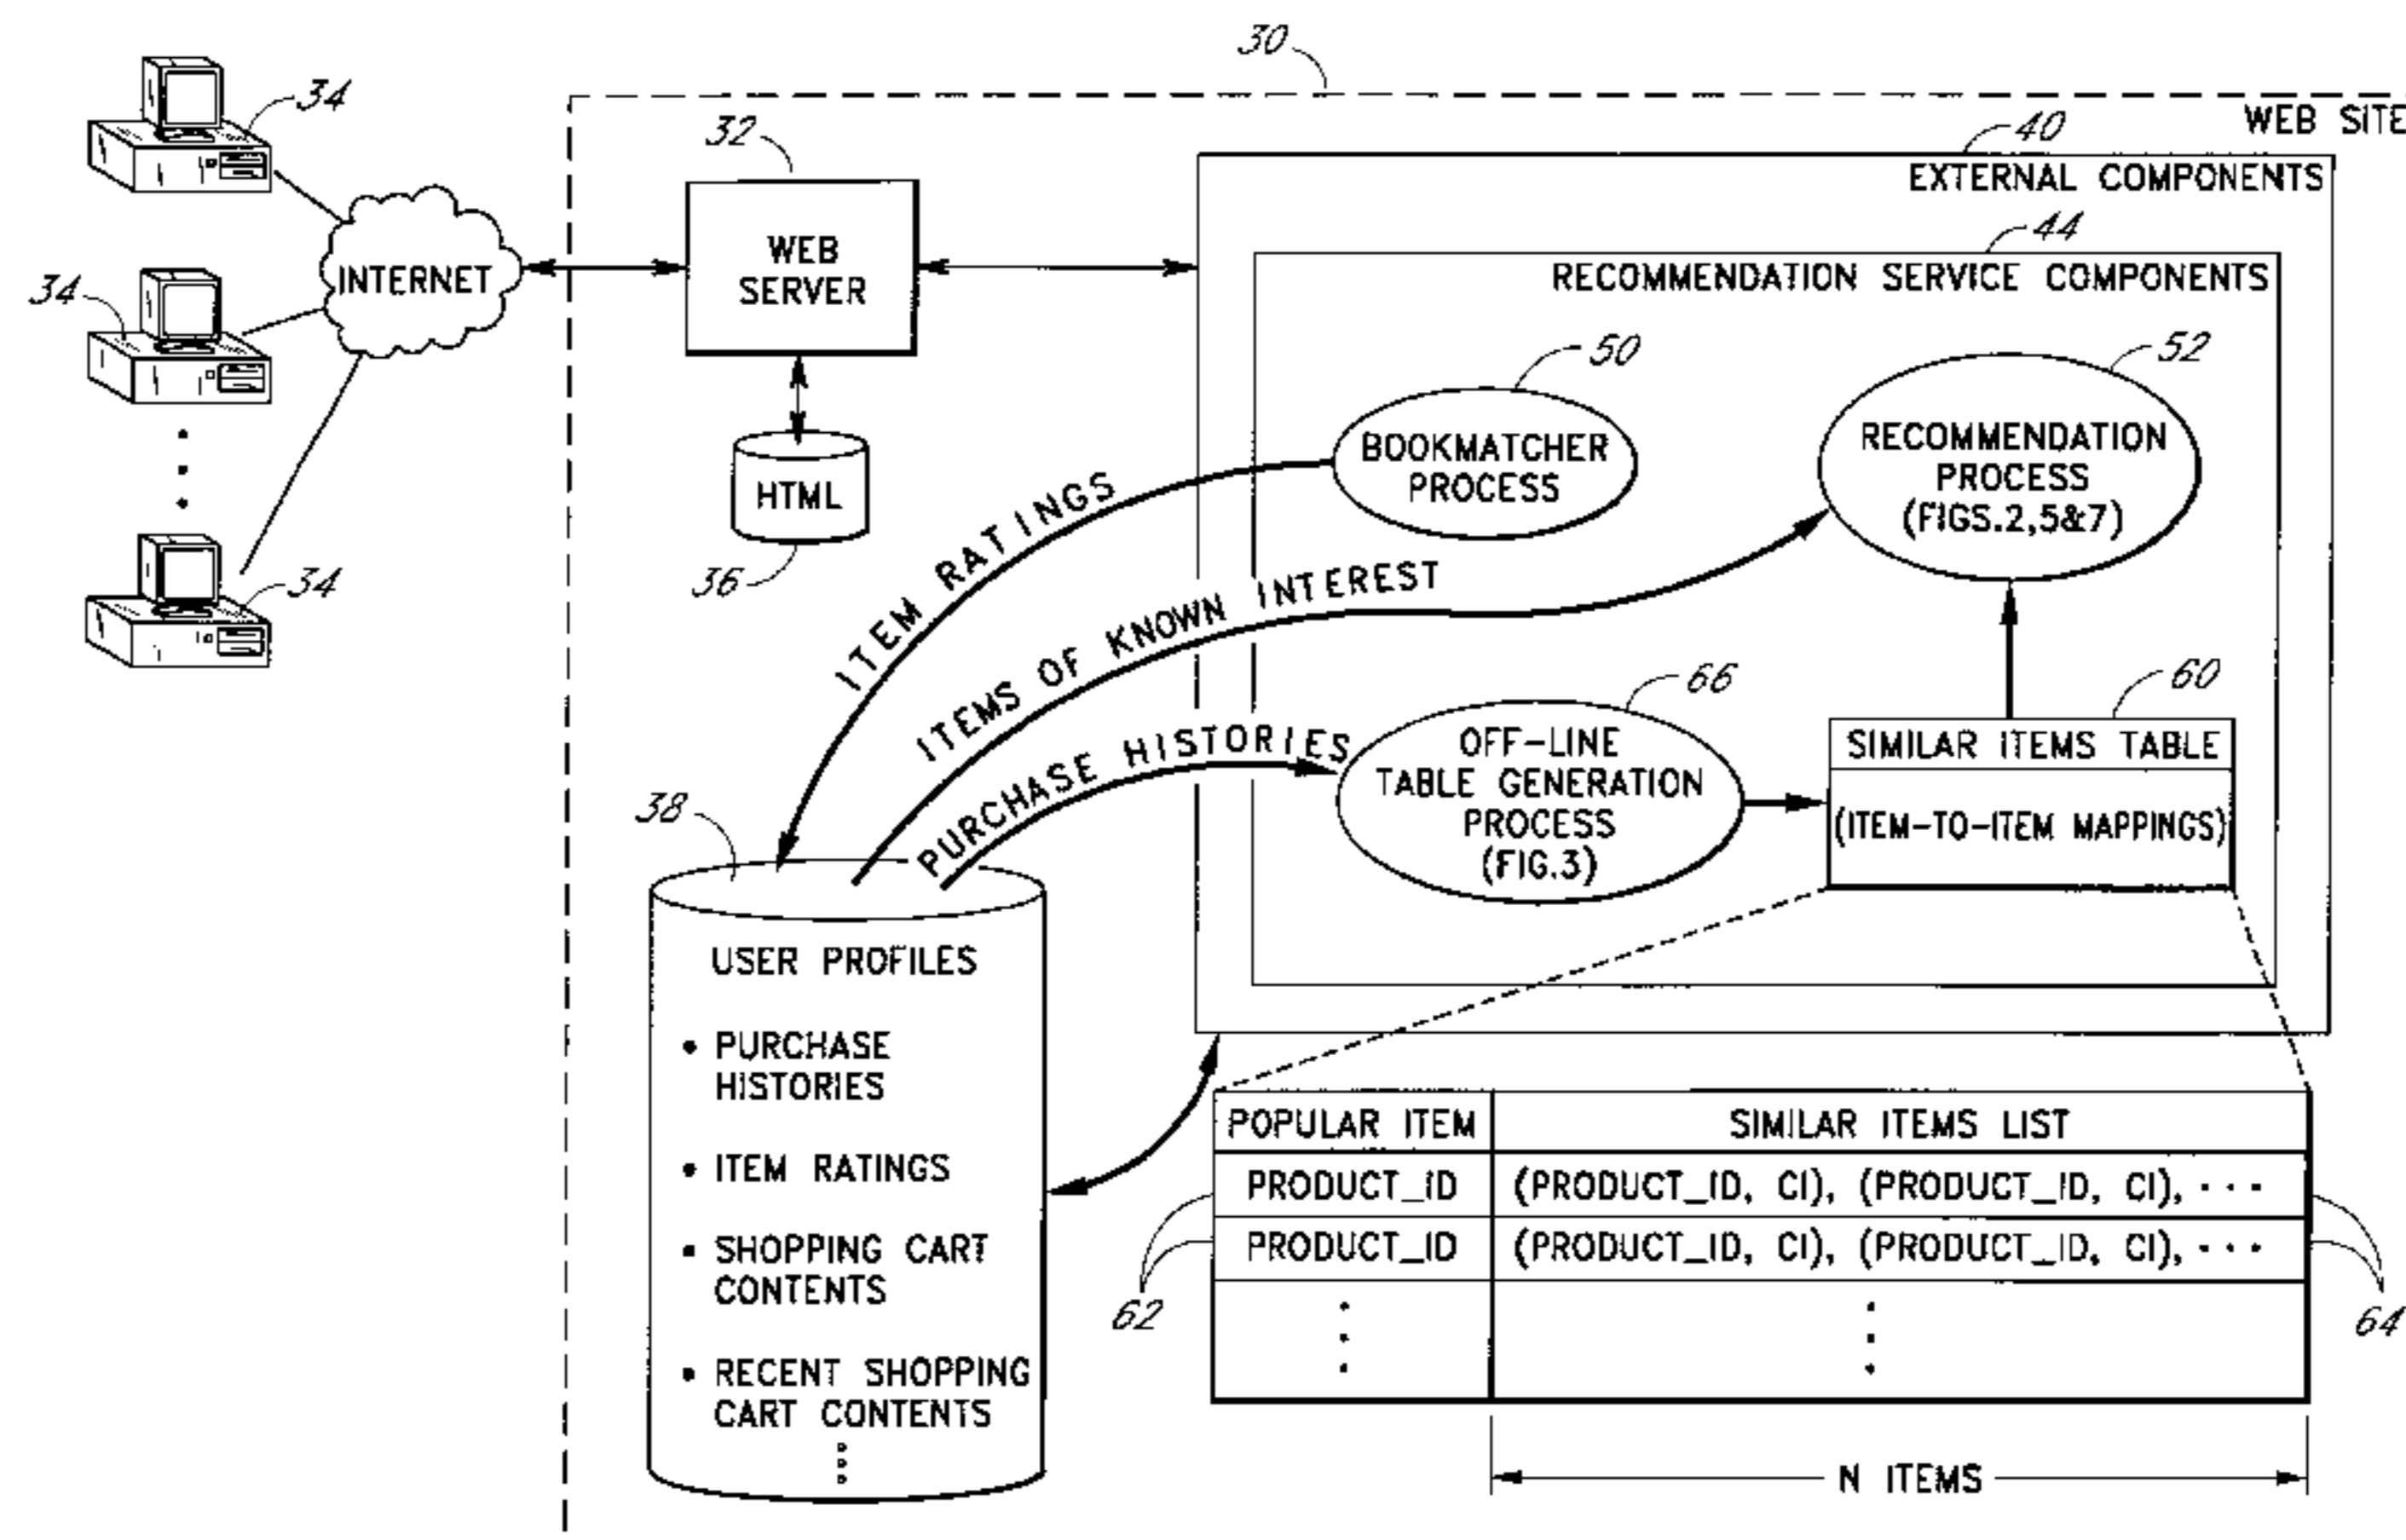 30
WEB SITE
34
32
40
EXTERNAL COMPONENTS
44
RECOMMENDATION SERVICE COMPONENTS
INTERNET
WEB
SERVER
34
50
52
BOOKMATCHER
PROCESS
RECOMMENDATION
PROCESS
(FIGS.2,5&7)
HTML
36
34
ITEM RATINGS
ITEMS OF KNOWN INTEREST
PURCHASE HISTORIES
66
60
OFF-LINE
TABLE GENERATION
PROCESS
(FIG.3)
SIMILAR ITEMS TABLE
(ITEM-TO-ITEM MAPPINGS)
38
USER PROFILES
• PURCHASE
HISTORIES
• ITEM RATINGS
• SHOPPING CART
CONTENTS
• RECENT SHOPPING
CART CONTENTS
POPULAR ITEM SIMILAR ITEMS LIST
PRODUCT_ID (PRODUCT_ID, CI), (PRODUCT_ID, CI), ...
PRODUCT_ID (PRODUCT_ID, CI), (PRODUCT_ID, CI), ...
62
64
N ITEMS